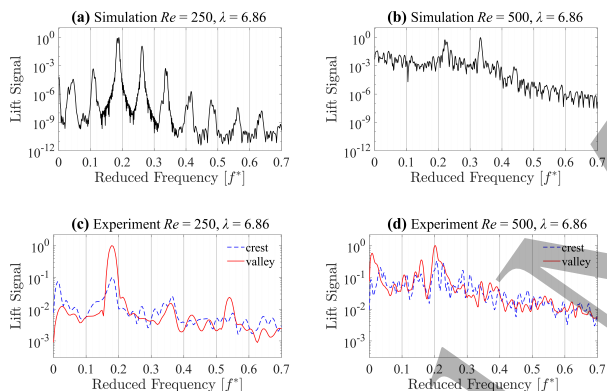 (a) Simulation Re = 250, λ = 6.86
(b) Simulation Re = 500, λ = 6.86
Lift Signal
10^0
10^-3
10^-6
10^-9
10^-12
0 0.1 0.2 0.3 0.4 0.5 0.6 0.7
Reduced Frequency [f*]
Lift Signal
10^0
10^-3
10^-6
10^-9
10^-12
0 0.1 0.2 0.3 0.4 0.5 0.6 0.7
Reduced Frequency [f*]
(c) Experiment Re = 250, λ = 6.86
(d) Experiment Re = 500, λ = 6.86
Lift Signal
10^0
10^-1
10^-2
10^-3
crest
valley
0 0.1 0.2 0.3 0.4 0.5 0.6 0.7
Reduced Frequency [f*]
Lift Signal
10^0
10^-1
10^-2
10^-3
crest
valley
0 0.1 0.2 0.3 0.4 0.5 0.6 0.7
Reduced Frequency [f*]